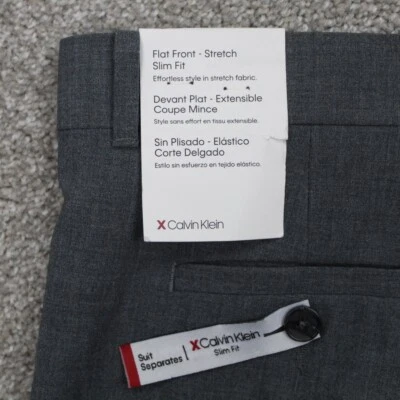 Flat Front - Stretch
Slim Fit
Effortless style in stretch fabric.
Devant Plat - Extensible
Coupe Mince
Style sans effort en tissu extensible.
Sin Plisado - Elástico
Corte Delgado
Estilo sin esfuerzo en tejido elástico.
X Calvin Klein
Suit
Separates
X Calvin Klein
Slim Fit